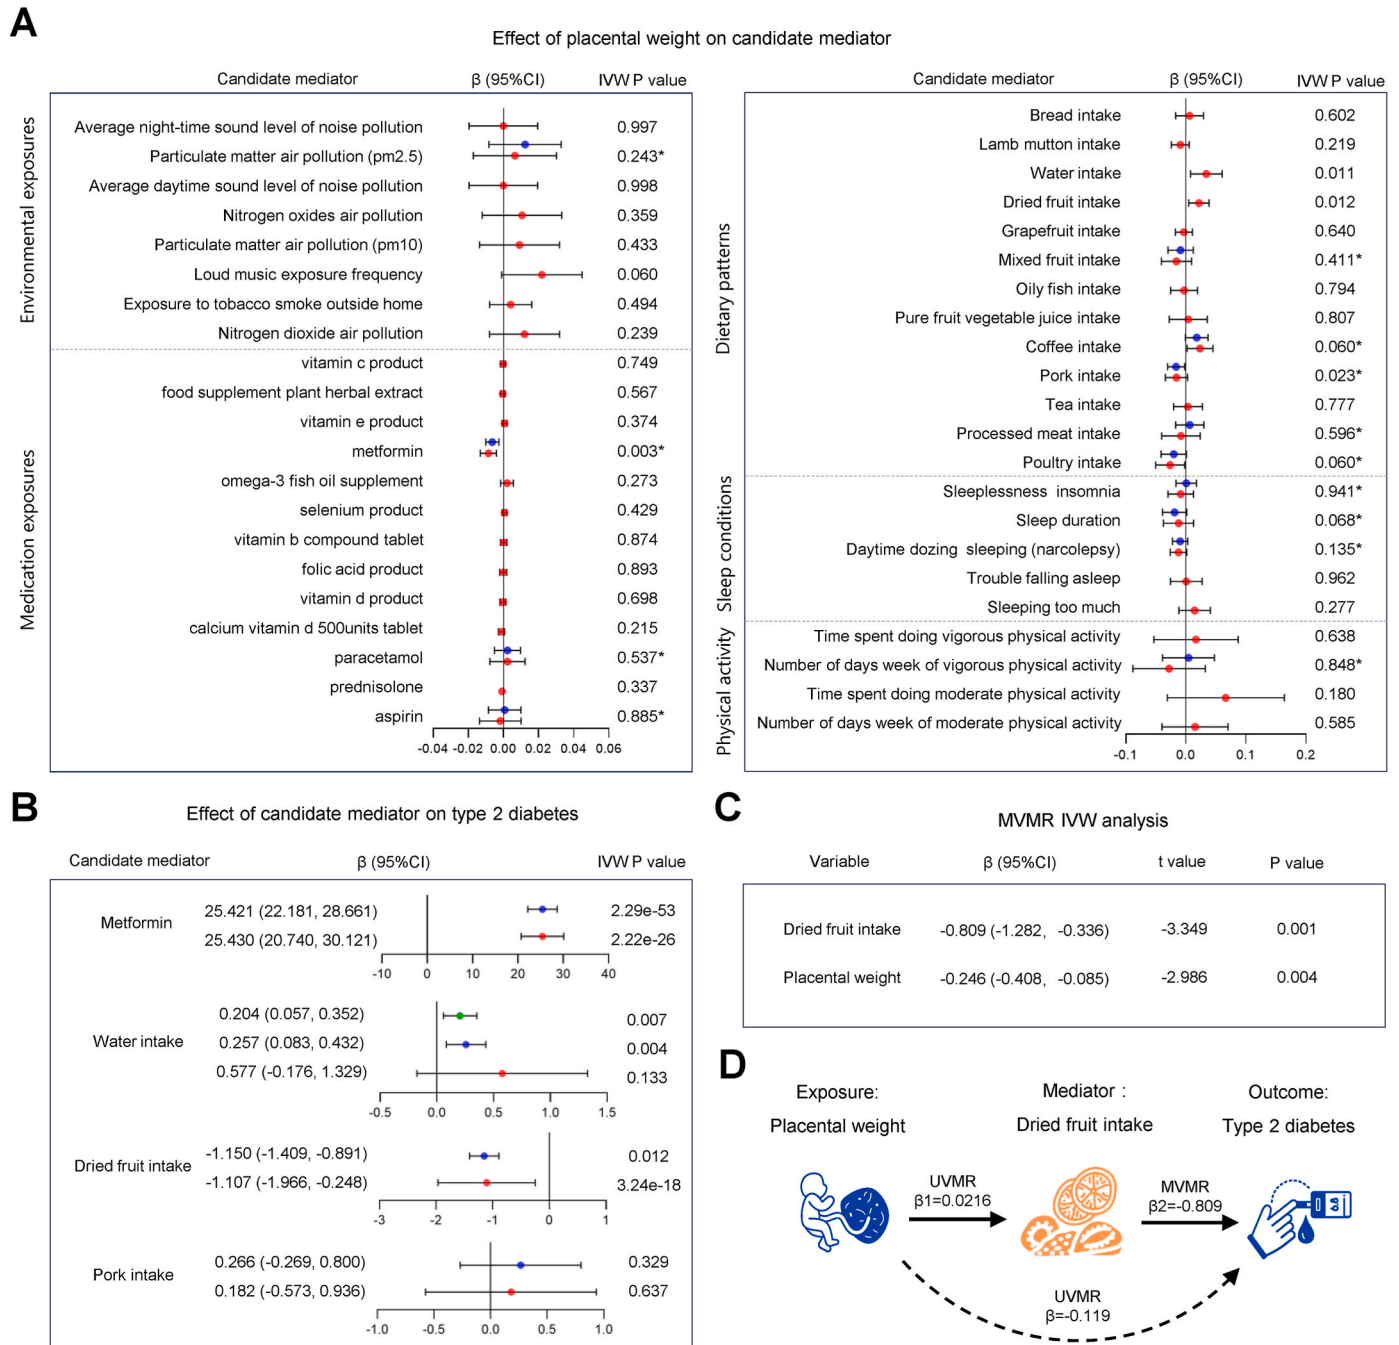 A
Effect of placental weight on candidate mediator
Candidate mediator β (95%CI) IVW P value
Environmental exposures
Average night-time sound level of noise pollution 0.997
Particulate matter air pollution (pm2.5) 0.243*
Average daytime sound level of noise pollution 0.998
Nitrogen oxides air pollution 0.359
Particulate matter air pollution (pm10) 0.433
Loud music exposure frequency 0.060
Exposure to tobacco smoke outside home 0.494
Nitrogen dioxide air pollution 0.239
Medication exposures
vitamin c product 0.749
food supplement plant herbal extract 0.567
vitamin e product 0.374
metformin 0.003*
omega-3 fish oil supplement 0.273
selenium product 0.429
vitamin b compound tablet 0.874
folic acid product 0.893
vitamin d product 0.698
calcium vitamin d 500units tablet 0.215
paracetamol 0.537*
prednisolone 0.337
aspirin 0.885*
-0.04 -0.02 0.00 0.02 0.04 0.06
Candidate mediator β (95%CI) IVW P value
Dietary patterns
Bread intake 0.602
Lamb mutton intake 0.219
Water intake 0.011
Dried fruit intake 0.012
Grapefruit intake 0.640
Mixed fruit intake 0.411*
Oily fish intake 0.794
Pure fruit vegetable juice intake 0.807
Coffee intake 0.060*
Pork intake 0.023*
Tea intake 0.777
Processed meat intake 0.596*
Poultry intake 0.060*
Sleep conditions
Sleeplessness insomnia 0.941*
Sleep duration 0.068*
Daytime dozing sleeping (narcolepsy) 0.135*
Trouble falling asleep 0.962
Sleeping too much 0.277
Physical activity
Time spent doing vigorous physical activity 0.638
Number of days week of vigorous physical activity 0.848*
Time spent doing moderate physical activity 0.180
Number of days week of moderate physical activity 0.585
-0.1 0.0 0.1 0.2
B
Effect of candidate mediator on type 2 diabetes
Candidate mediator β (95%CI) IVW P value
Metformin
25.421 (22.181, 28.661) 2.29e-53
25.430 (20.740, 30.121) 2.22e-26
-10 0 10 20 30 40
Water intake
0.204 (0.057, 0.352) 0.007
0.257 (0.083, 0.432) 0.004
0.577 (-0.176, 1.329) 0.133
-0.5 0.0 0.5 1.0 1.5
Dried fruit intake
-1.150 (-1.409, -0.891) 0.012
-1.107 (-1.966, -0.248) 3.24e-18
-3 -2 -1 0 1
Pork intake
0.266 (-0.269, 0.800) 0.329
0.182 (-0.573, 0.936) 0.637
-1.0 -0.5 0.0 0.5 1.0
C
MVMR IVW analysis
Variable β (95%CI) t value P value
Dried fruit intake -0.809 (-1.282, -0.336) -3.349 0.001
Placental weight -0.246 (-0.408, -0.085) -2.986 0.004
D
Exposure: Mediator : Outcome:
Placental weight Dried fruit intake Type 2 diabetes
UVMR
β1=0.0216
MVMR
β2=-0.809
6.8
UVMR
β=-0.119